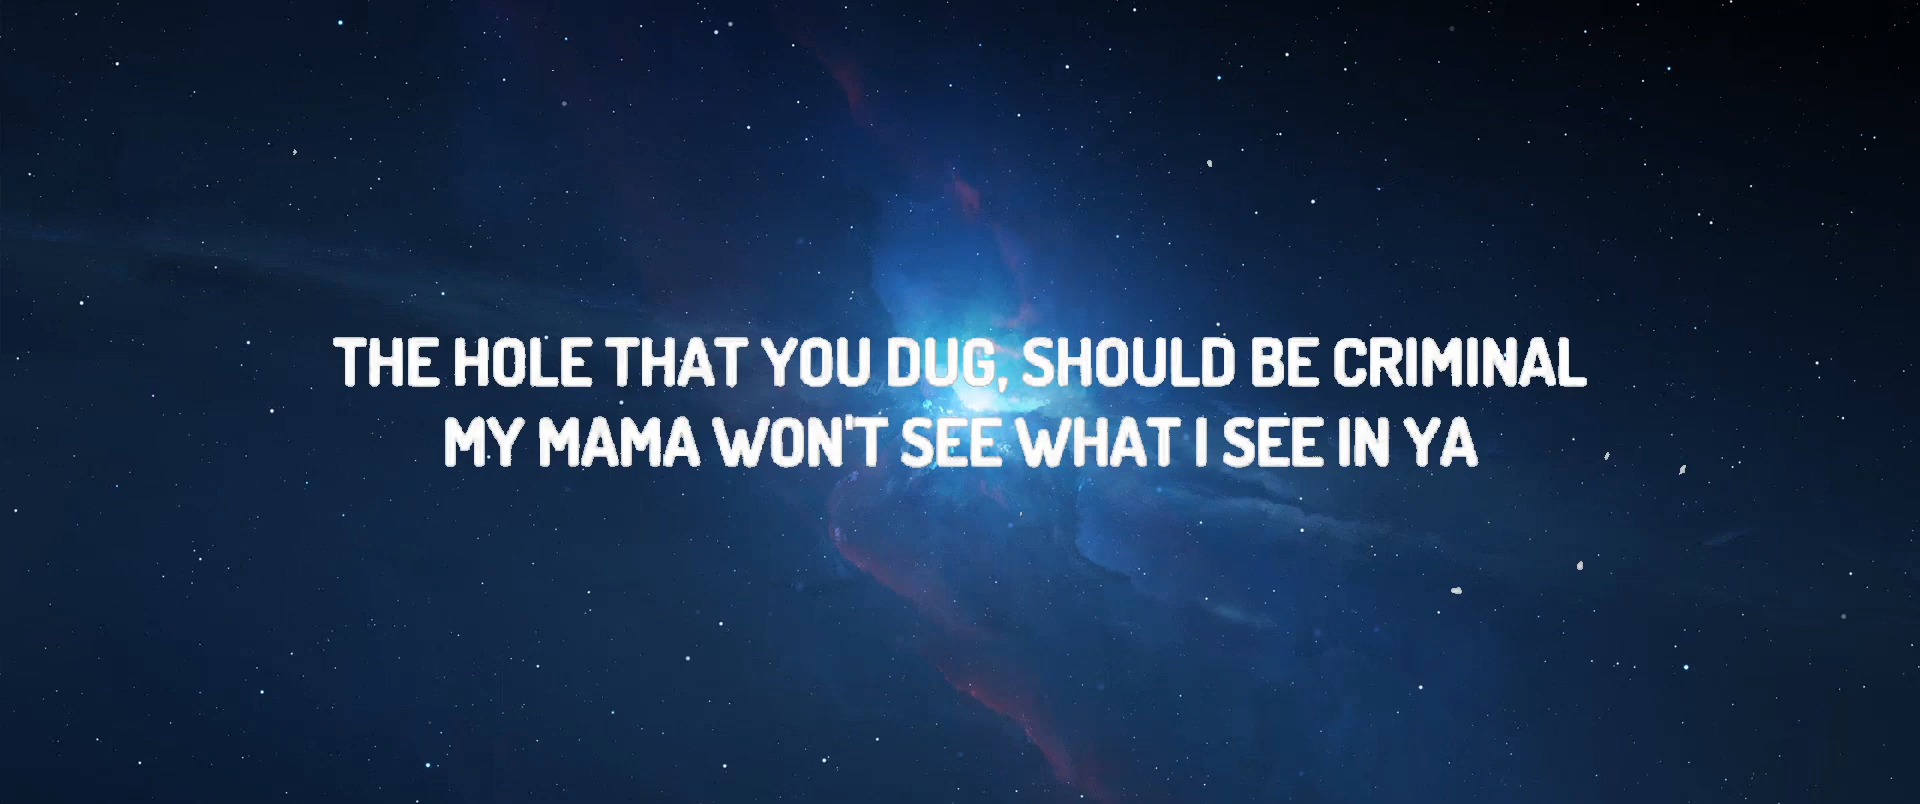 THE HOLE THAT YOU DUG, SHOULD BE CRIMINAL
MY MAMA WON'T SEE WHAT I SEE IN YA